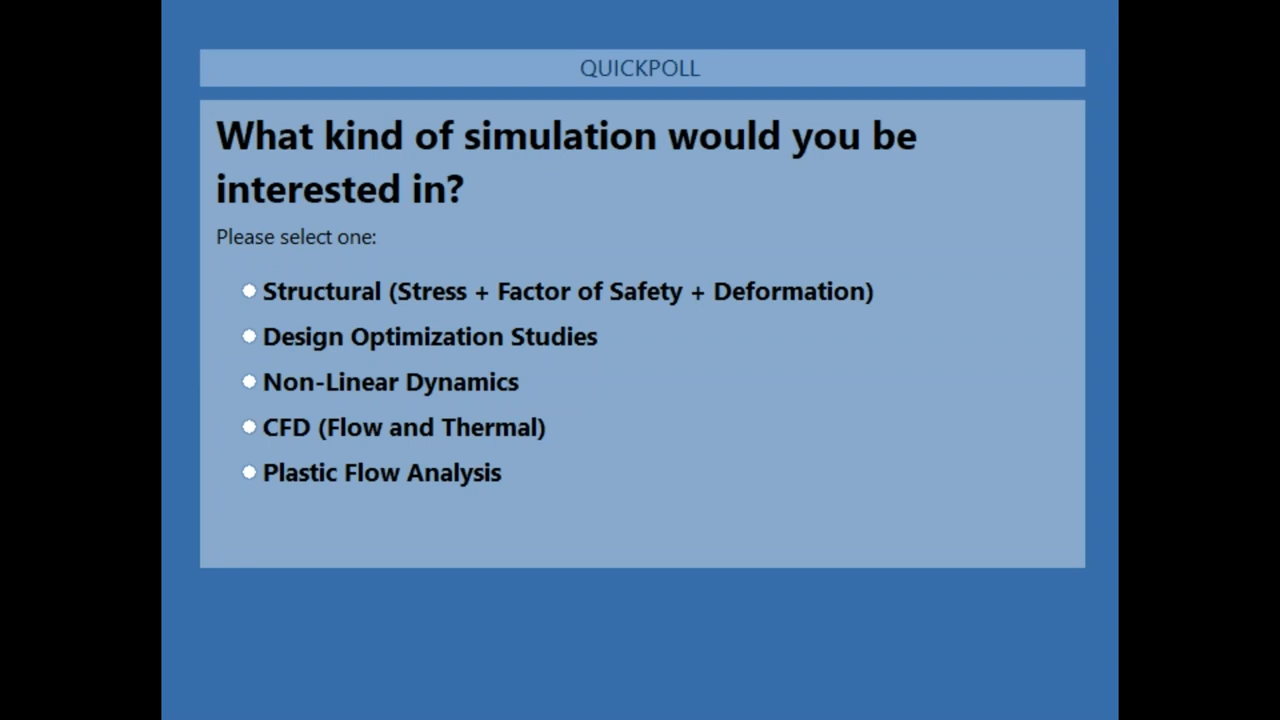 QUICKPOLL
What kind of simulation would you be
interested in?
Please select one:
Structural (Stress + Factor of Safety + Deformation)
Design Optimization Studies
Non-Linear Dynamics
CFD (Flow and Thermal)
Plastic Flow Analysis